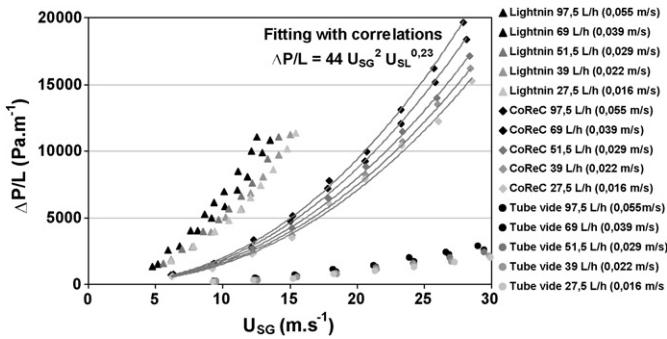 Fitting with correlations
ΔP/L = 44 U_SG² U_SL^0,23
ΔP/L (Pa.m⁻¹)
20000
15000
10000
5000
0
0 5 10 15 20 25 30
U_SG (m.s⁻¹)
Lightnin 97,5 L/h (0,055 m/s)
Lightnin 69 L/h (0,039 m/s)
Lightnin 51,5 L/h (0,029 m/s)
Lightnin 39 L/h (0,022 m/s)
Lightnin 27,5 L/h (0,016 m/s)
CoReC 97,5 L/h (0,055 m/s)
CoReC 69 L/h (0,039 m/s)
CoReC 51,5 L/h (0,029 m/s)
CoReC 39 L/h (0,022 m/s)
CoReC 27,5 L/h (0,016 m/s)
Tube vide 97,5 L/h (0,055m/s)
Tube vide 69 L/h (0,039 m/s)
Tube vide 51,5 L/h (0,029 m/s)
Tube vide 39 L/h (0,022 m/s)
Tube vide 27,5 L/h (0,016 m/s